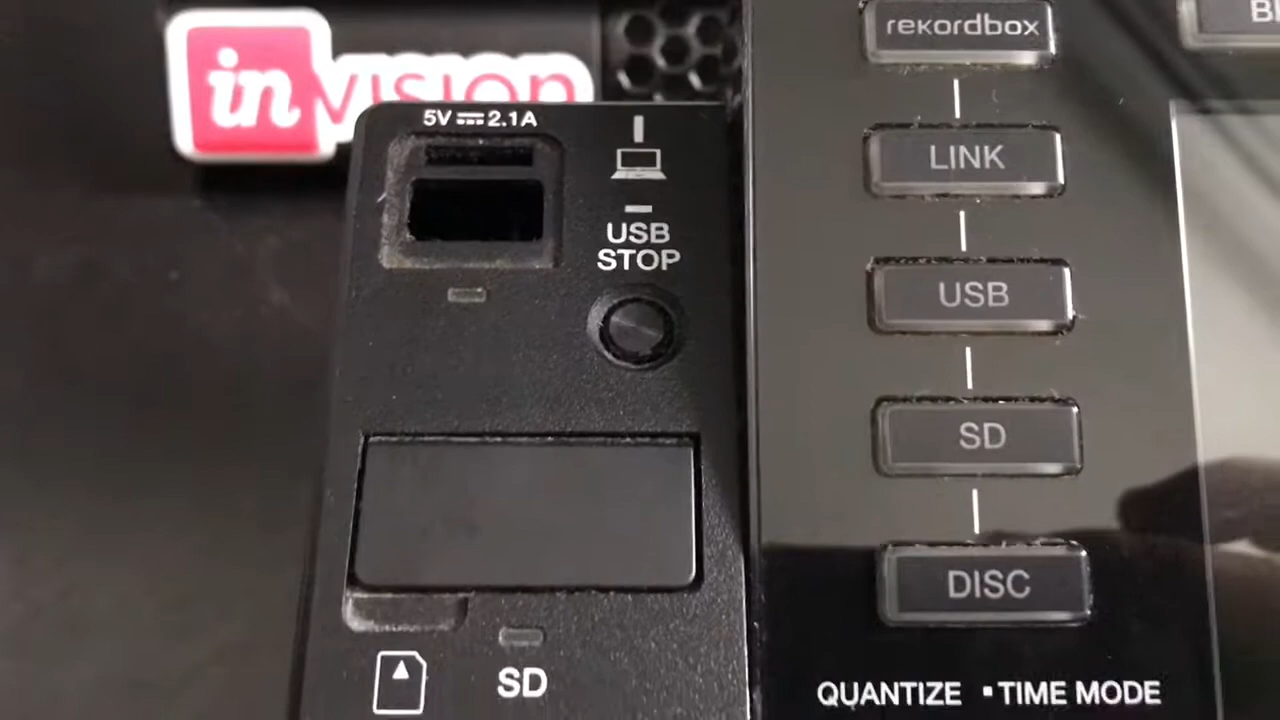 invision
5V 2.1A
USB
STOP
SD
rekordbox
LINK
USB
SD
DISC
QUANTIZE ▪TIME MODE